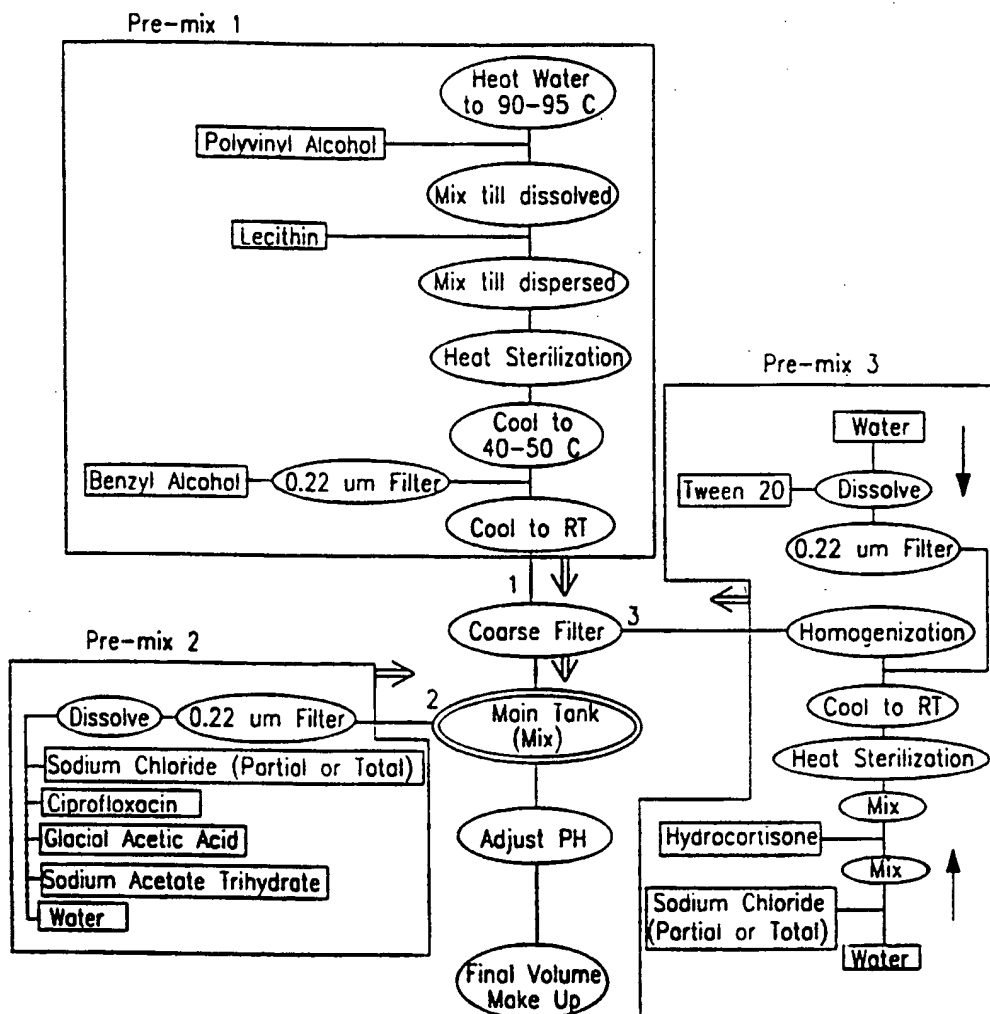 Pre-mix 1
Heat Water
to 90-95 C
Polyvinyl Alcohol
Mix till dissolved
Lecithin
Mix till dispersed
Heat Sterilization
Cool to
40-50 C
Benzyl Alcohol
0.22 um Filter
Cool to RT
1
Coarse Filter
3
Pre-mix 2
Dissolve
0.22 um Filter
2
Main Tank
(Mix)
Sodium Chloride (Partial or Total)
Ciprofloxacin
Glacial Acetic Acid
Sodium Acetate Trihydrate
Water
Adjust PH
Final Volume
Make Up
Pre-mix 3
Water
Tween 20
Dissolve
0.22 um Filter
Homogenization
Cool to RT
Heat Sterilization
Mix
Hydrocortisone
Mix
Sodium Chloride
(Partial or Total)
Water